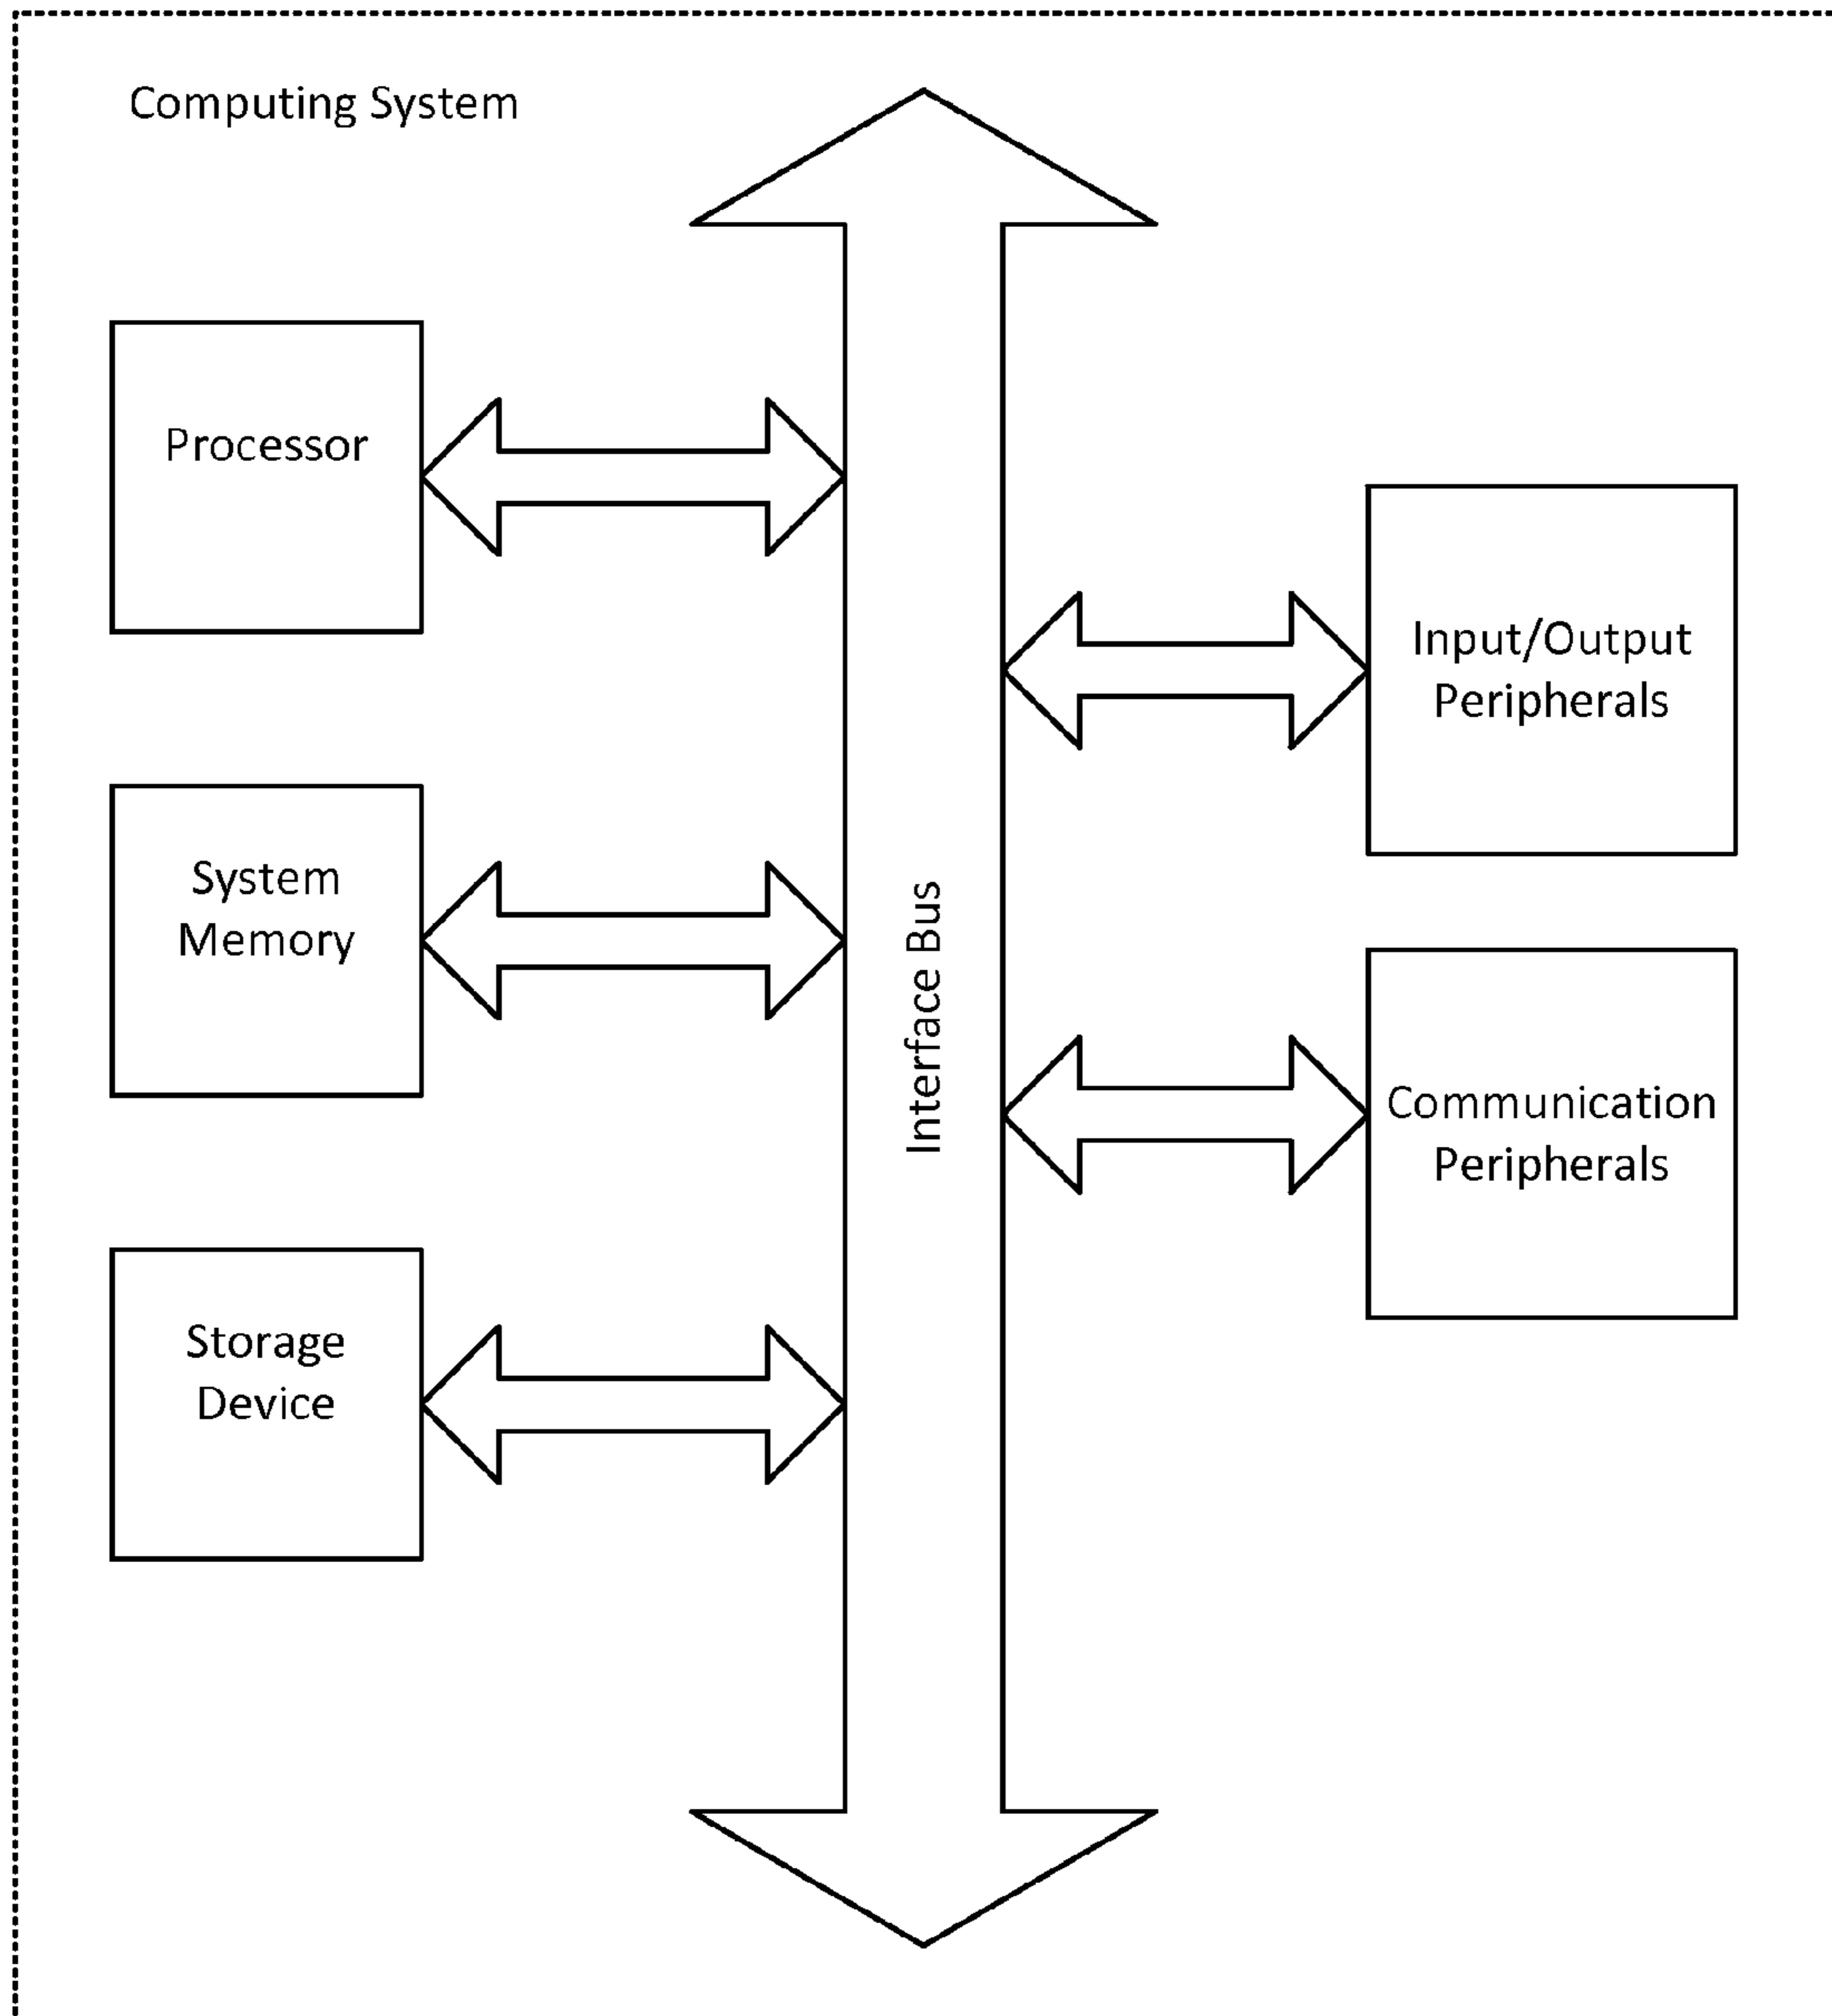 Computing System
Processor
Input/Output
Peripherals
System
Memory
Interface Bus
Communication
Peripherals
Storage
Device